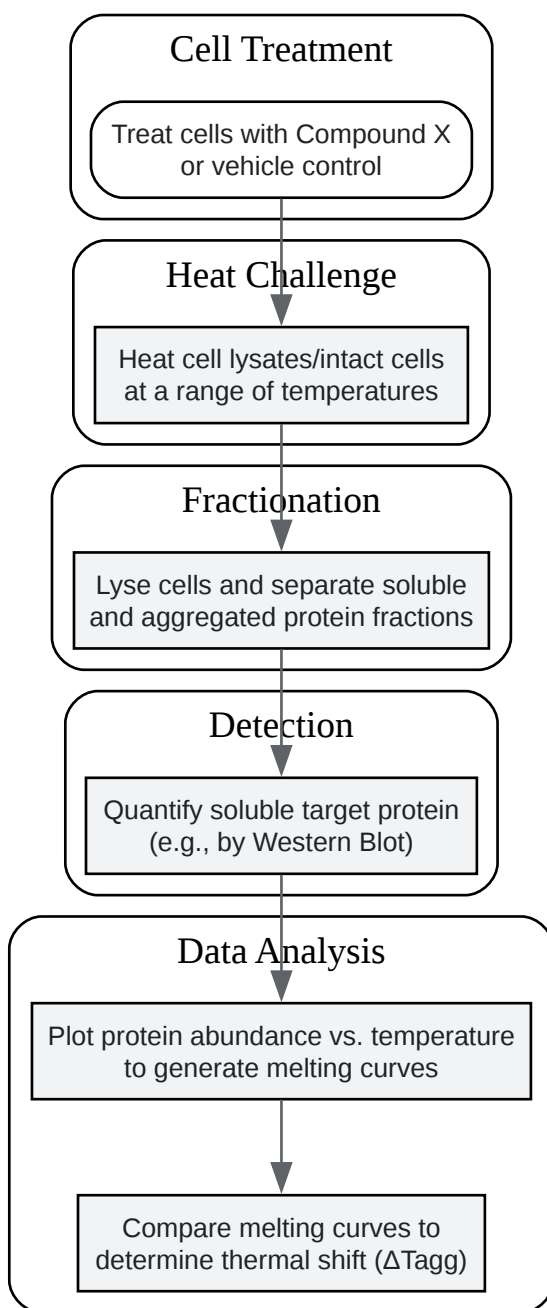 Cell Treatment
Treat cells with Compound X
or vehicle control
Heat Challenge
Heat cell lysates/intact cells
at a range of temperatures
Fractionation
Lyse cells and separate soluble
and aggregated protein fractions
Detection
Quantify soluble target protein
(e.g., by Western Blot)
Data Analysis
Plot protein abundance vs. temperature
to generate melting curves
Compare melting curves to
determine thermal shift (ΔTagg)